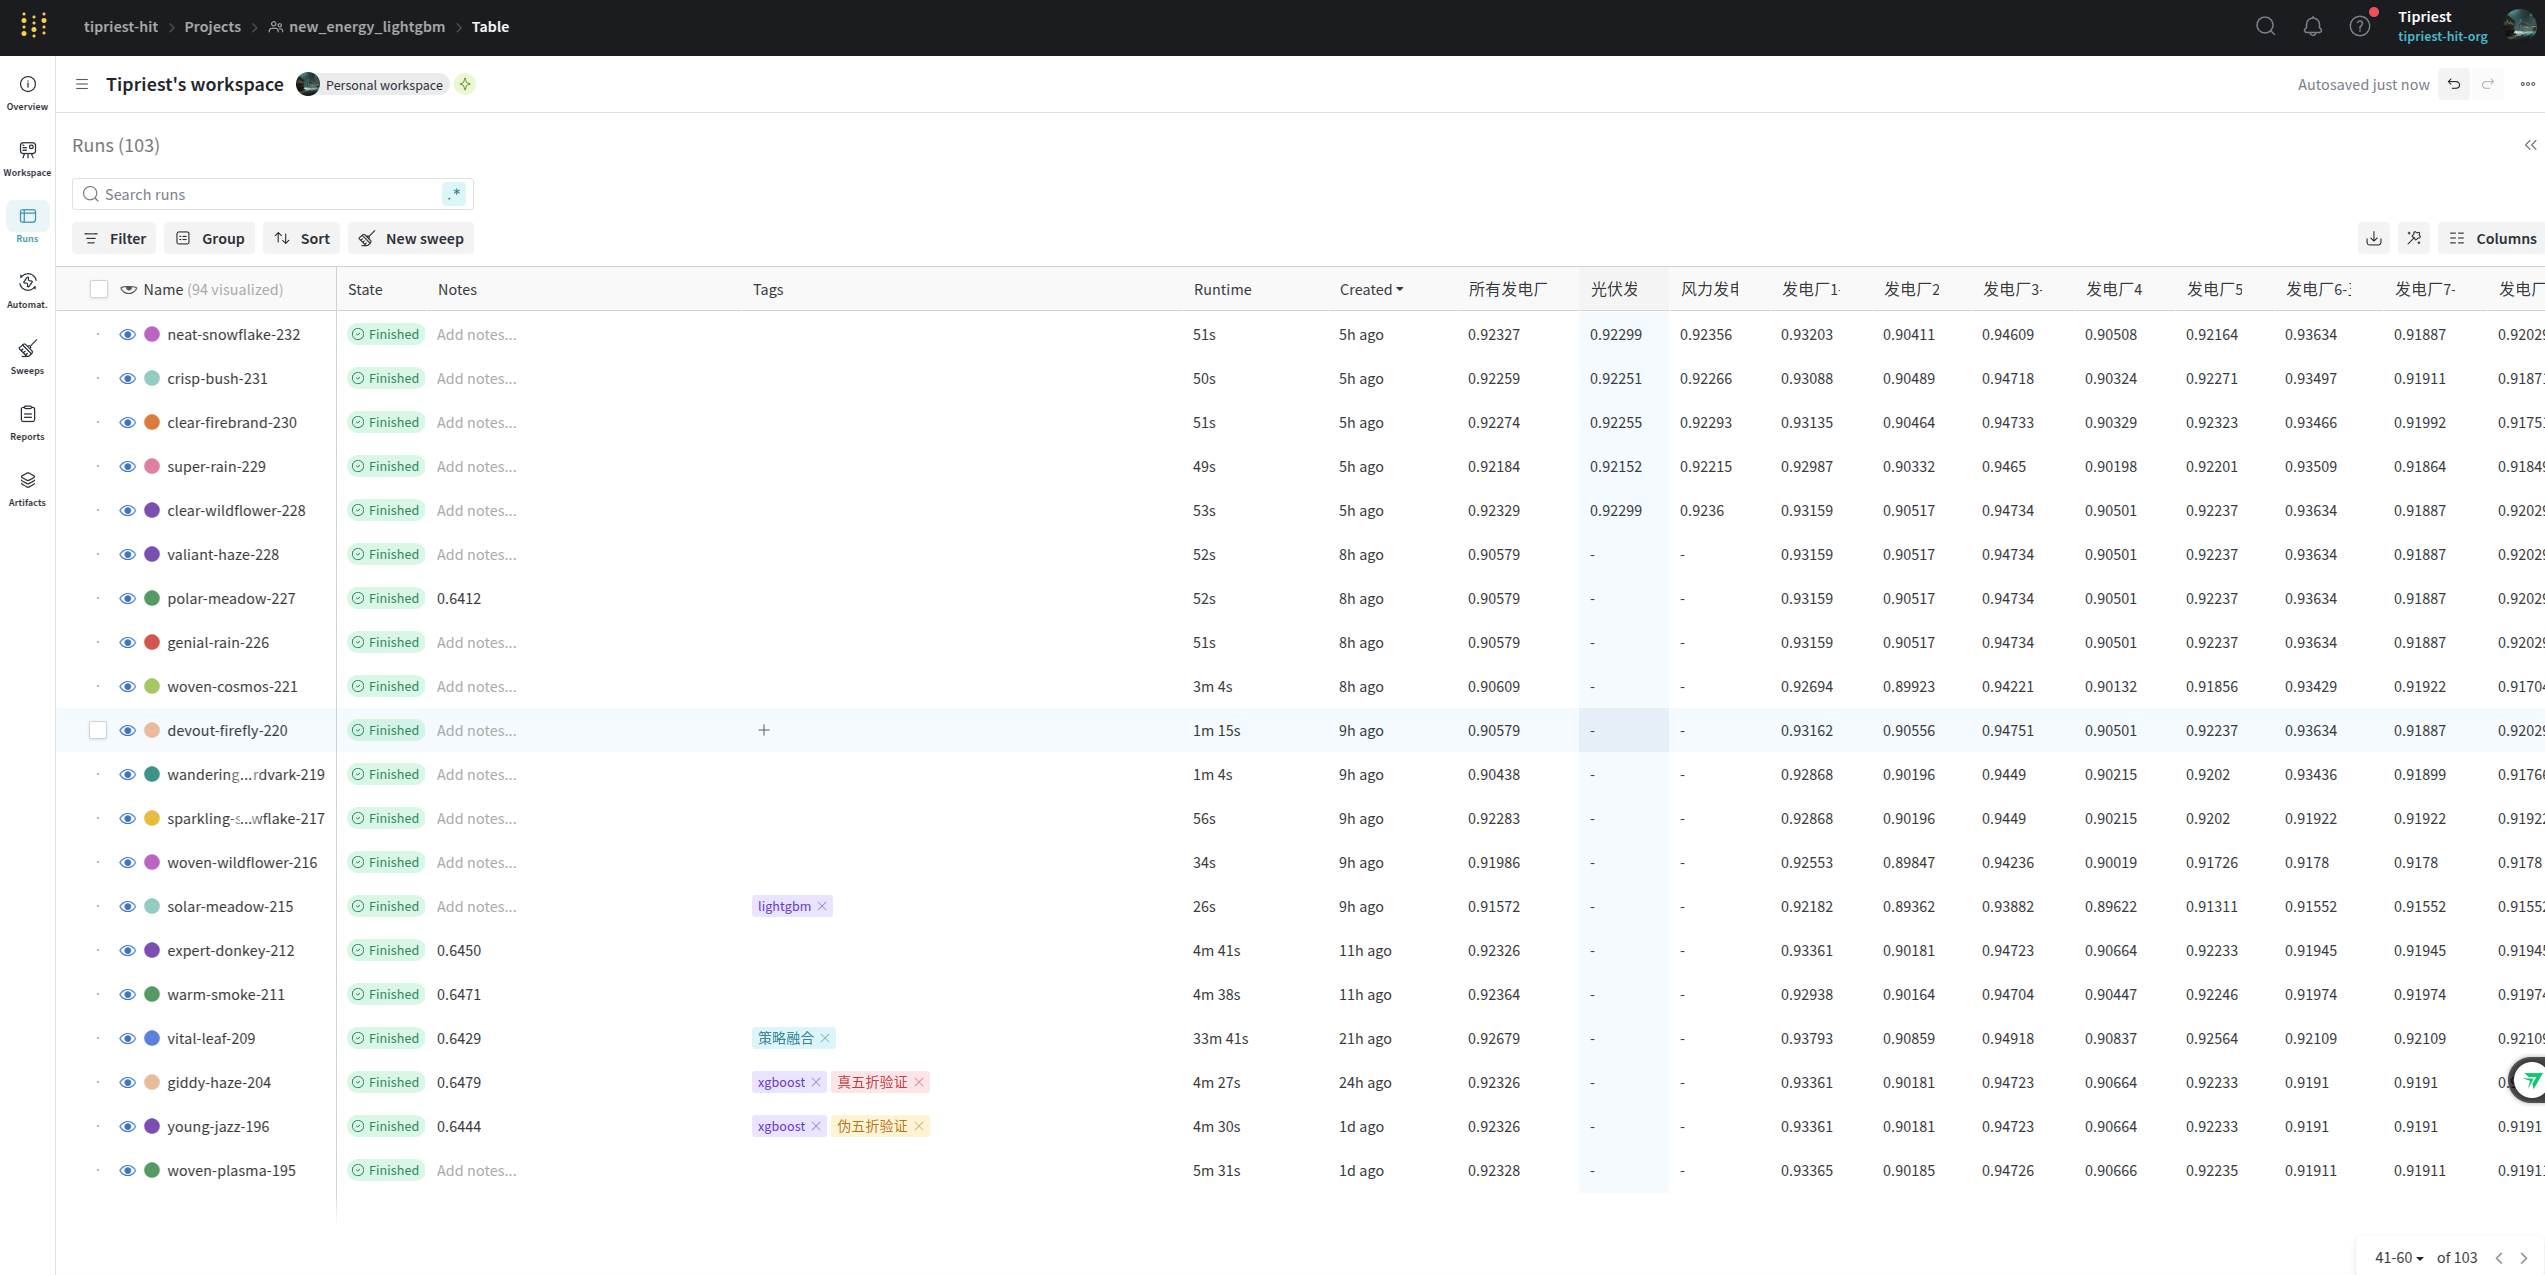 tipriest-hit > Projects > new_energy_lightgbm > Table
Tipriest
tipriest-hit-org
Tipriest's workspace Personal workspace Autosaved just now
Overview
Workspace
Runs
Automat.
Sweeps
Reports
Artifacts
Runs (103)
Search runs .*
Filter Group Sort New sweep Columns
Name (94 visualized) State Notes Tags Runtime Created 所有发电厂 光伏发 风力发电 发电厂1- 发电厂2 发电厂3- 发电厂4 发电厂5 发电厂6- 发电厂7- 发电厂
neat-snowflake-232 Finished Add notes... 51s 5h ago 0.92327 0.92299 0.92356 0.93203 0.90411 0.94609 0.90508 0.92164 0.93634 0.91887 0.92029
crisp-bush-231 Finished Add notes... 50s 5h ago 0.92259 0.92251 0.92266 0.93088 0.90489 0.94718 0.90324 0.92271 0.93497 0.91911 0.91871
clear-firebrand-230 Finished Add notes... 51s 5h ago 0.92274 0.92255 0.92293 0.93135 0.90464 0.94733 0.90329 0.92323 0.93466 0.91992 0.91751
super-rain-229 Finished Add notes... 49s 5h ago 0.92184 0.92152 0.92215 0.92987 0.90332 0.9465 0.90198 0.92201 0.93509 0.91864 0.91849
clear-wildflower-228 Finished Add notes... 53s 5h ago 0.92329 0.92299 0.9236 0.93159 0.90517 0.94734 0.90501 0.92237 0.93634 0.91887 0.92029
valiant-haze-228 Finished Add notes... 52s 8h ago 0.90579 - - 0.93159 0.90517 0.94734 0.90501 0.92237 0.93634 0.91887 0.92029
polar-meadow-227 Finished 0.6412 52s 8h ago 0.90579 - - 0.93159 0.90517 0.94734 0.90501 0.92237 0.93634 0.91887 0.92029
genial-rain-226 Finished Add notes... 51s 8h ago 0.90579 - - 0.93159 0.90517 0.94734 0.90501 0.92237 0.93634 0.91887 0.92029
woven-cosmos-221 Finished Add notes... 3m 4s 8h ago 0.90609 - - 0.92694 0.89923 0.94221 0.90132 0.91856 0.93429 0.91922 0.91704
devout-firefly-220 Finished Add notes... + 1m 15s 9h ago 0.90579 - - 0.93162 0.90556 0.94751 0.90501 0.92237 0.93634 0.91887 0.92029
wandering...rdvark-219 Finished Add notes... 1m 4s 9h ago 0.90438 - - 0.92868 0.90196 0.9449 0.90215 0.9202 0.93436 0.91899 0.91766
sparkling-s...wflake-217 Finished Add notes... 56s 9h ago 0.92283 - - 0.92868 0.90196 0.9449 0.90215 0.9202 0.91922 0.91922 0.91922
woven-wildflower-216 Finished Add notes... 34s 9h ago 0.91986 - - 0.92553 0.89847 0.94236 0.90019 0.91726 0.9178 0.9178 0.9178
solar-meadow-215 Finished Add notes... lightgbm 26s 9h ago 0.91572 - - 0.92182 0.89362 0.93882 0.89622 0.91311 0.91552 0.91552 0.91552
expert-donkey-212 Finished 0.6450 4m 41s 11h ago 0.92326 - - 0.93361 0.90181 0.94723 0.90664 0.92233 0.91945 0.91945 0.91945
warm-smoke-211 Finished 0.6471 4m 38s 11h ago 0.92364 - - 0.92938 0.90164 0.94704 0.90447 0.92246 0.91974 0.91974 0.91974
vital-leaf-209 Finished 0.6429 策略融合 33m 41s 21h ago 0.92679 - - 0.93793 0.90859 0.94918 0.90837 0.92564 0.92109 0.92109 0.92109
giddy-haze-204 Finished 0.6479 xgboost 真五折验证 4m 27s 24h ago 0.92326 - - 0.93361 0.90181 0.94723 0.90664 0.92233 0.9191 0.9191
young-jazz-196 Finished 0.6444 xgboost 伪五折验证 4m 30s 1d ago 0.92326 - - 0.93361 0.90181 0.94723 0.90664 0.92233 0.9191 0.9191 0.9191
woven-plasma-195 Finished Add notes... 5m 31s 1d ago 0.92328 - - 0.93365 0.90185 0.94726 0.90666 0.92235 0.91911 0.91911 0.91911
41-60 of 103